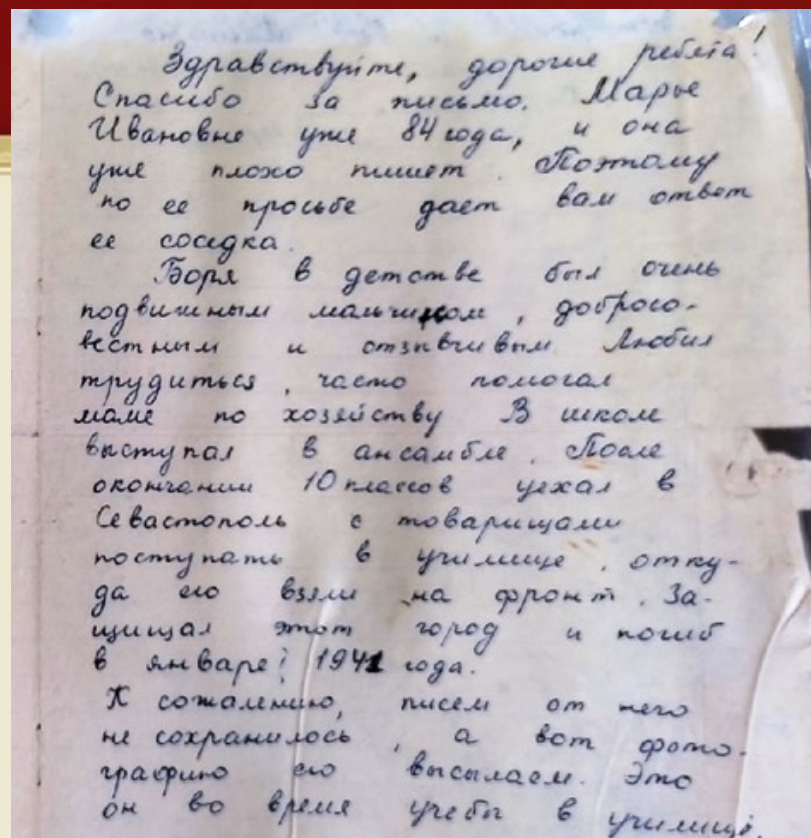 Здравствуйте, дорогие ребята!
Спасибо за письмо. Марье
Ивановне уже 84 года, и она
уже плохо пишет. Поэтому
по ее просьбе дает вам ответ
ее соседка.
Боря в детстве был очень
подвижным мальчиком, добросо-
вестным и отзывчивым. Любил
трудиться, часто помогал
маме по хозяйству. В школе
выступал в ансамбле. После
окончании 10 классов уехал в
Севастополь с товарищами
поступать в училище, отку-
да его взяли на фронт. За-
щищал этот город и погиб
в январе! 1941 года.
К сожалению, писем от него
не сохранилось, а вот фото-
графию его высылаем. Это
он во время учебы в училище.